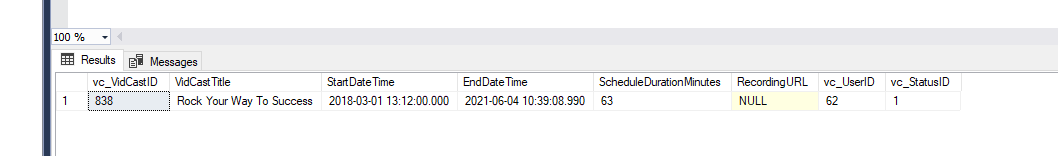 100 %
Results Messages
vc_VidCastID VidCastTitle StartDateTime EndDateTime ScheduleDurationMinutes RecordingURL vc_UserID vc_StatusID
1 838 Rock Your Way To Success 2018-03-01 13:12:00.000 2021-06-04 10:39:08.990 63 NULL 62 1